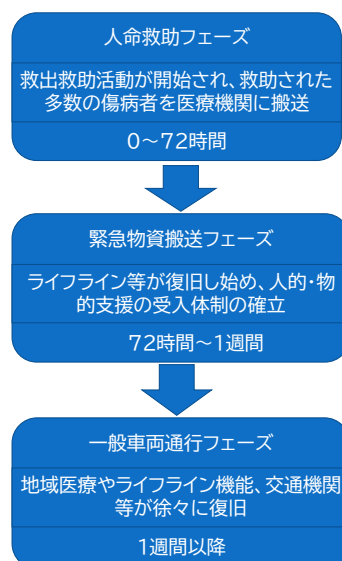 人命救助フェーズ
救出救助活動が開始され、救助された
多数の傷病者を医療機関に搬送
0～72時間
緊急物資搬送フェーズ
ライフライン等が復旧し始め、人的・物
的支援の受入体制の確立
72時間～1週間
一般車両通行フェーズ
地域医療やライフライン機能、交通機関
等が徐々に復旧
1週間以降